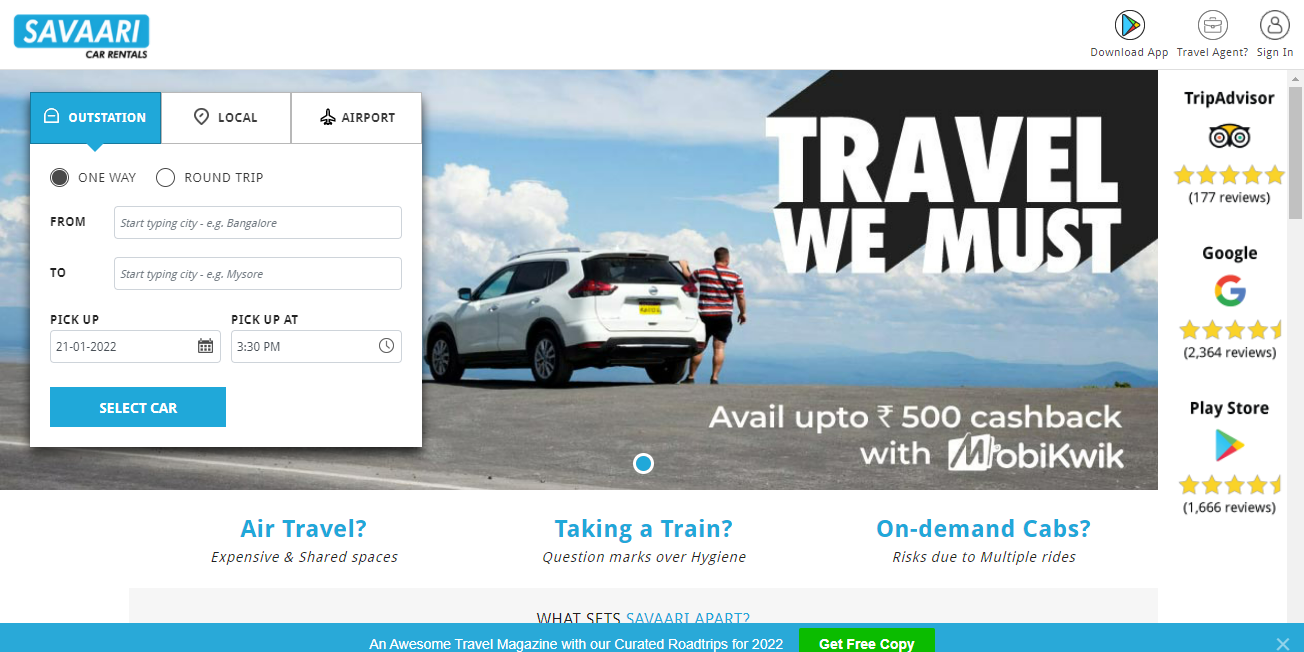 SAVAARI
CAR RENTALS
Download App
Travel Agent?
Sign In
OUTSTATION
LOCAL
AIRPORT
ONE WAY
ROUND TRIP
FROM
Start typing city - e.g. Bangalore
TO
Start typing city - e.g. Mysore
PICK UP
PICK UP AT
21-01-2022
3:30 PM
SELECT CAR
TRAVEL
WE MUST
Avail upto ₹ 500 cashback
with MobiKwik
TripAdvisor
(177 reviews)
Google
(2,364 reviews)
Play Store
(1,666 reviews)
Air Travel?
Expensive & Shared spaces
Taking a Train?
Question marks over Hygiene
On-demand Cabs?
Risks due to Multiple rides
WHAT SETS SAVAARI APART?
An Awesome Travel Magazine with our Curated Roadtrips for 2022
Get Free Copy